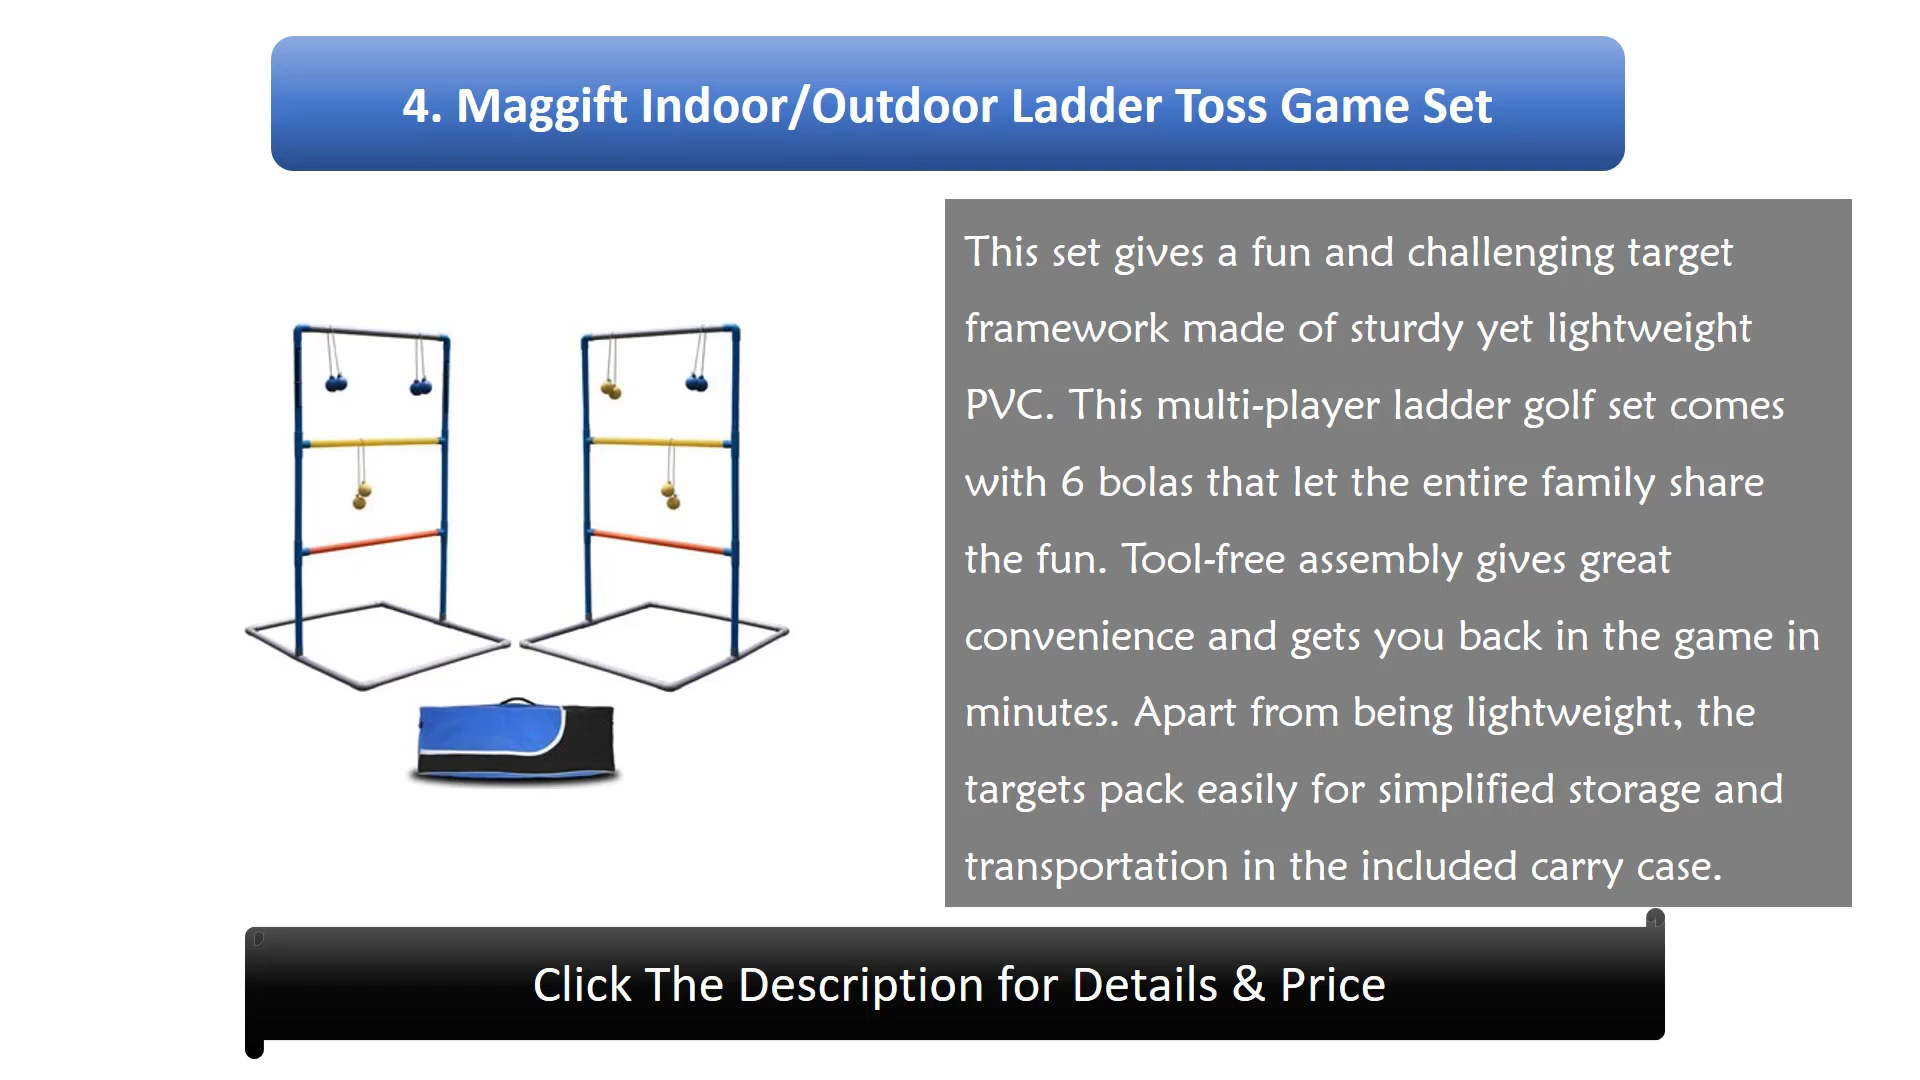 4. Maggift Indoor/Outdoor Ladder Toss Game Set
This set gives a fun and challenging target
framework made of sturdy yet lightweight
PVC. This multi-player ladder golf set comes
with 6 bolas that let the entire family share
the fun. Tool-free assembly gives great
convenience and gets you back in the game in
minutes. Apart from being lightweight, the
targets pack easily for simplified storage and
transportation in the included carry case.
Click The Description for Details & Price